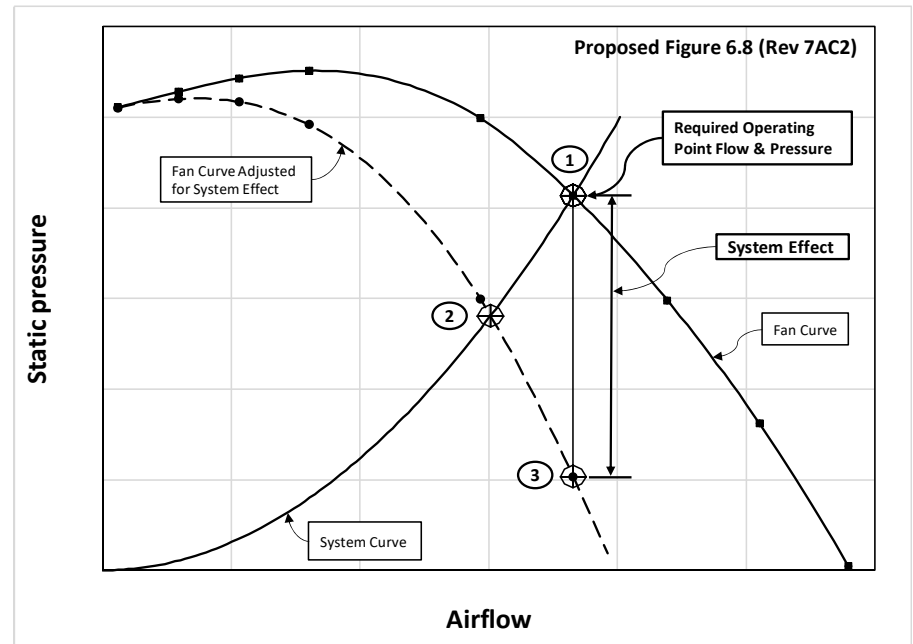 Proposed Figure 6.8 (Rev 7AC2)
Required Operating
Point Flow & Pressure
1
Fan Curve Adjusted
for System Effect
System Effect
2
Fan Curve
3
System Curve
Static pressure
Airflow